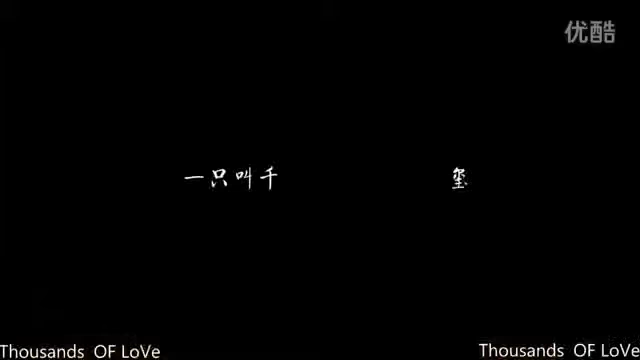 优酷
一只叫千 玺
Thousands OF LoVe Thousands OF LoVe